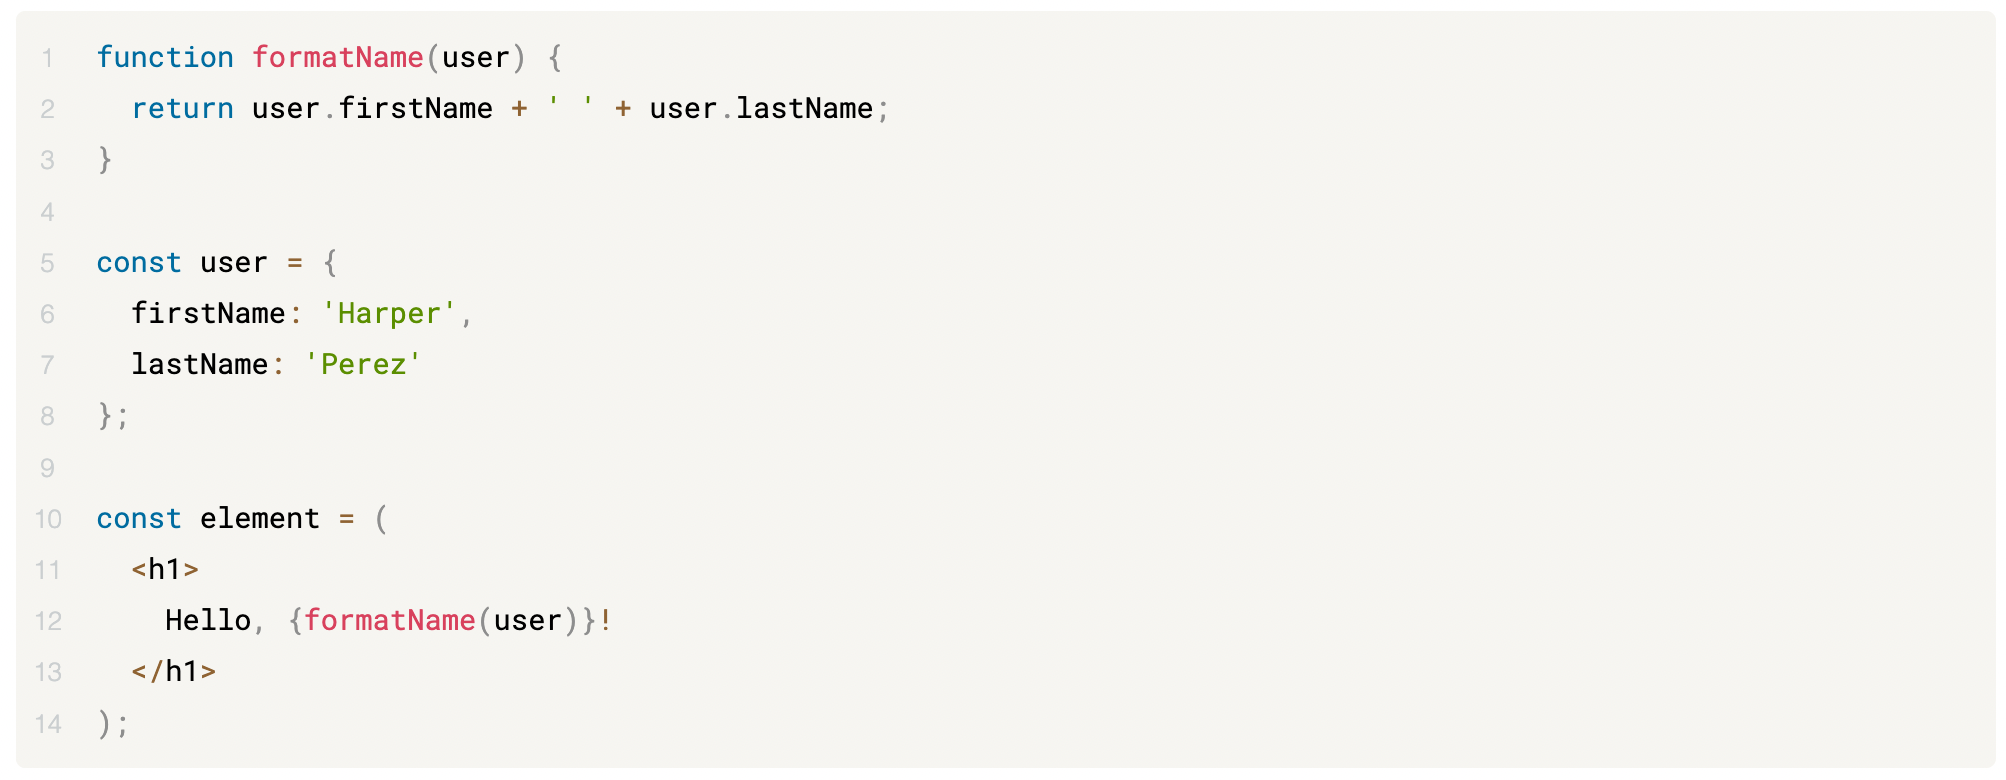 1 function formatName(user) {
2   return user.firstName + ' ' + user.lastName;
3 }
4
5 const user = {
6   firstName: 'Harper',
7   lastName: 'Perez'
8 };
9
10 const element = (
11   <h1>
12     Hello, {formatName(user)}!
13   </h1>
14 );